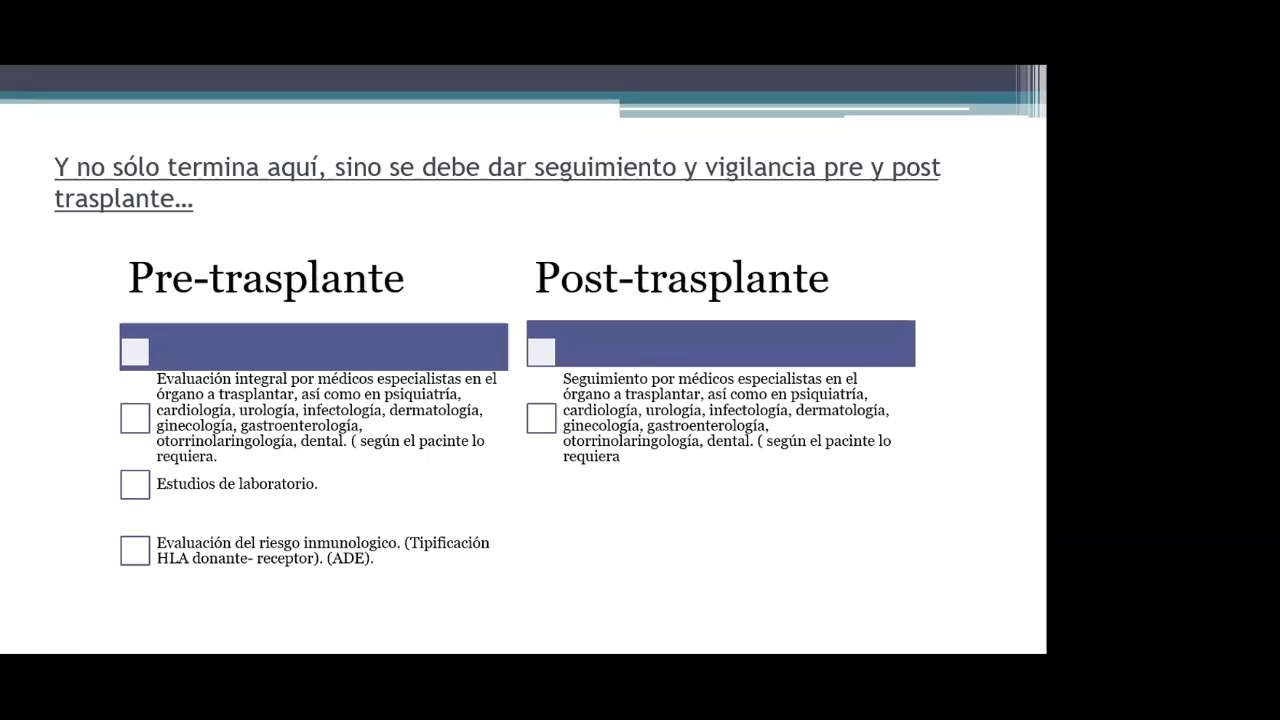 Y no sólo termina aquí, sino se debe dar seguimiento y vigilancia pre y post
trasplante...
Pre-trasplante
Evaluación integral por médicos especialistas en el
órgano a trasplantar, así como en psiquiatría,
cardiología, urología, infectología, dermatología,
ginecología, gastroenterología,
otorrinolaringología, dental. ( según el pacinte lo
requiera.
Estudios de laboratorio.
Evaluación del riesgo inmunologico. (Tipificación
HLA donante- receptor). (ADE).
Post-trasplante
Seguimiento por médicos especialistas en el
órgano a trasplantar, así como en psiquiatría,
cardiología, urología, infectología, dermatología,
ginecología, gastroenterología,
otorrinolaringología, dental. ( según el pacinte lo
requiera